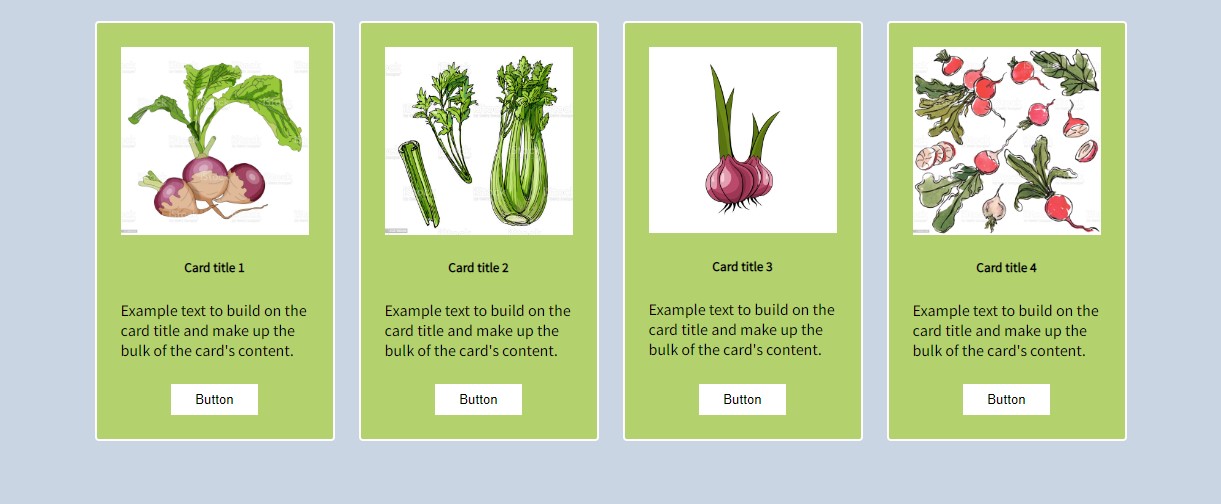 Card title 1
Example text to build on the
card title and make up the
bulk of the card's content.
Button
Card title 2
Example text to build on the
card title and make up the
bulk of the card's content.
Button
Card title 3
Example text to build on the
card title and make up the
bulk of the card's content.
Button
Card title 4
Example text to build on the
card title and make up the
bulk of the card's content.
Button